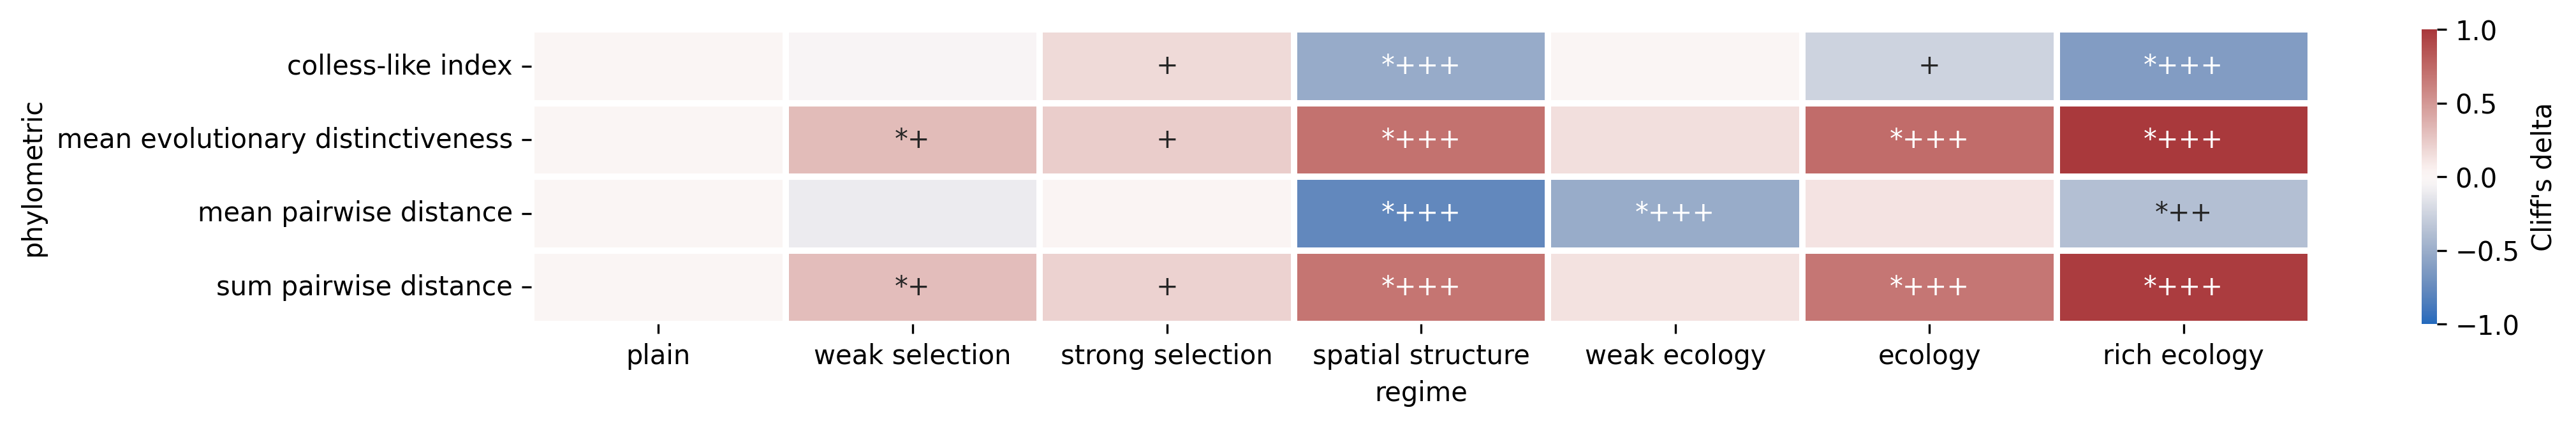 phylometric
colless-like index + *+++ + *+++
mean evolutionary distinctiveness *+ + *+++ *+++ *+++
mean pairwise distance *+++ *+++ *++
sum pairwise distance *+ + *+++ *+++ *+++
plain weak selection strong selection spatial structure weak ecology ecology rich ecology
regime
1.0
0.5
0.0
−0.5
−1.0
Cliff's delta